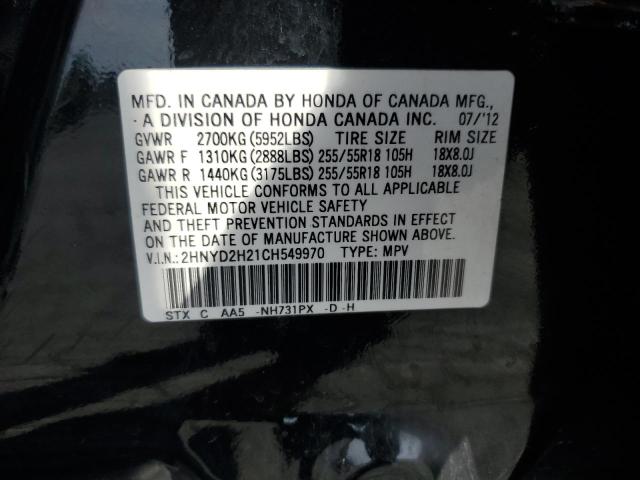 MFD. IN CANADA BY HONDA OF CANADA MFG.,
A DIVISION OF HONDA CANADA INC. 07/'12
GVWR 2700KG (5952LBS) TIRE SIZE RIM SIZE
GAWR F 1310KG (2888LBS) 255/55R18 105H 18X8.0J
GAWR R 1440KG (3175LBS) 255/55R18 105H 18X8.0J
THIS VEHICLE CONFORMS TO ALL APPLICABLE
FEDERAL MOTOR VEHICLE SAFETY
AND THEFT PREVENTION STANDARDS IN EFFECT
ON THE DATE OF MANUFACTURE SHOWN ABOVE.
V.I.N.: 2HNYD2H21CH549970 TYPE: MPV
STX C AA5 -NH731PX -D -H